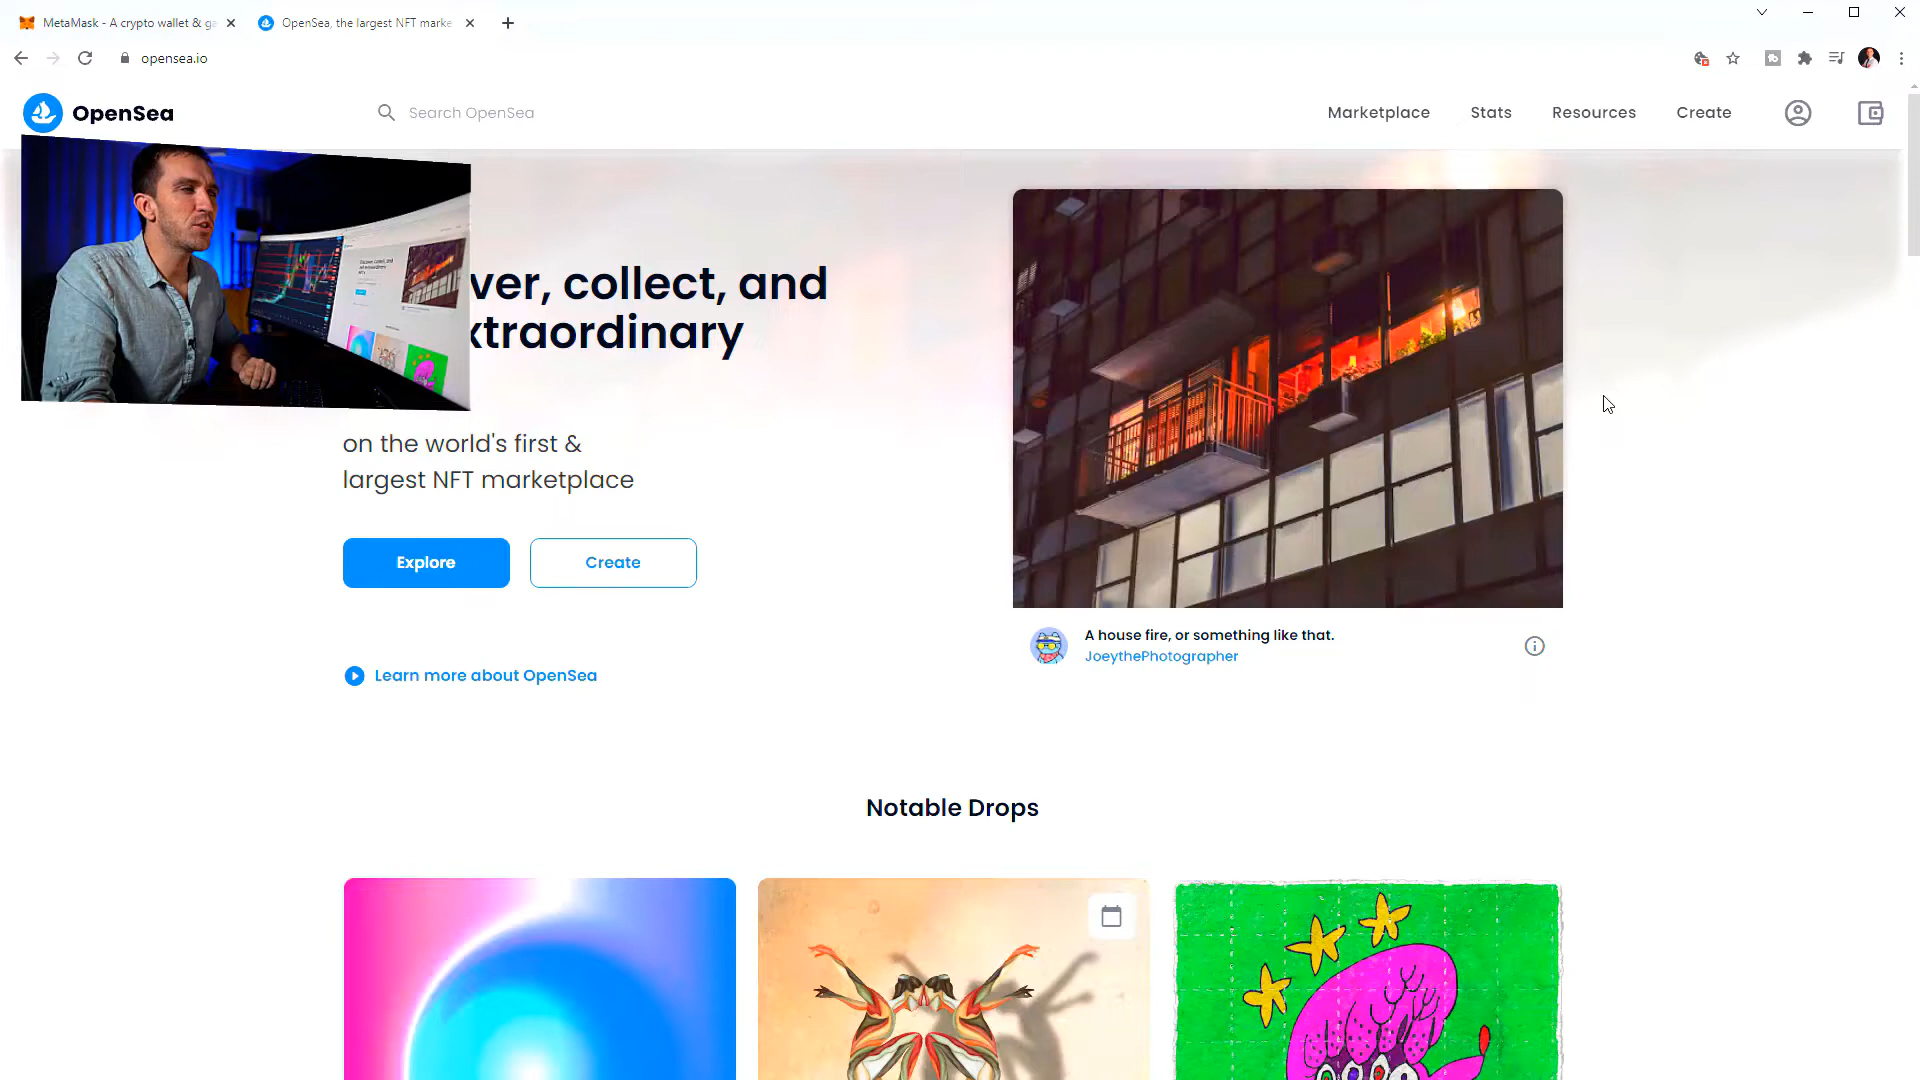 MetaMask - A crypto wallet & ga
OpenSea, the largest NFT marke
opensea.io
OpenSea
Search OpenSea
Marketplace
Stats
Resources
Create
ver, collect, and
xtraordinary
on the world's first &
largest NFT marketplace
Explore
Create
Learn more about OpenSea
A house fire, or something like that.
JoeythePhotographer
Notable Drops